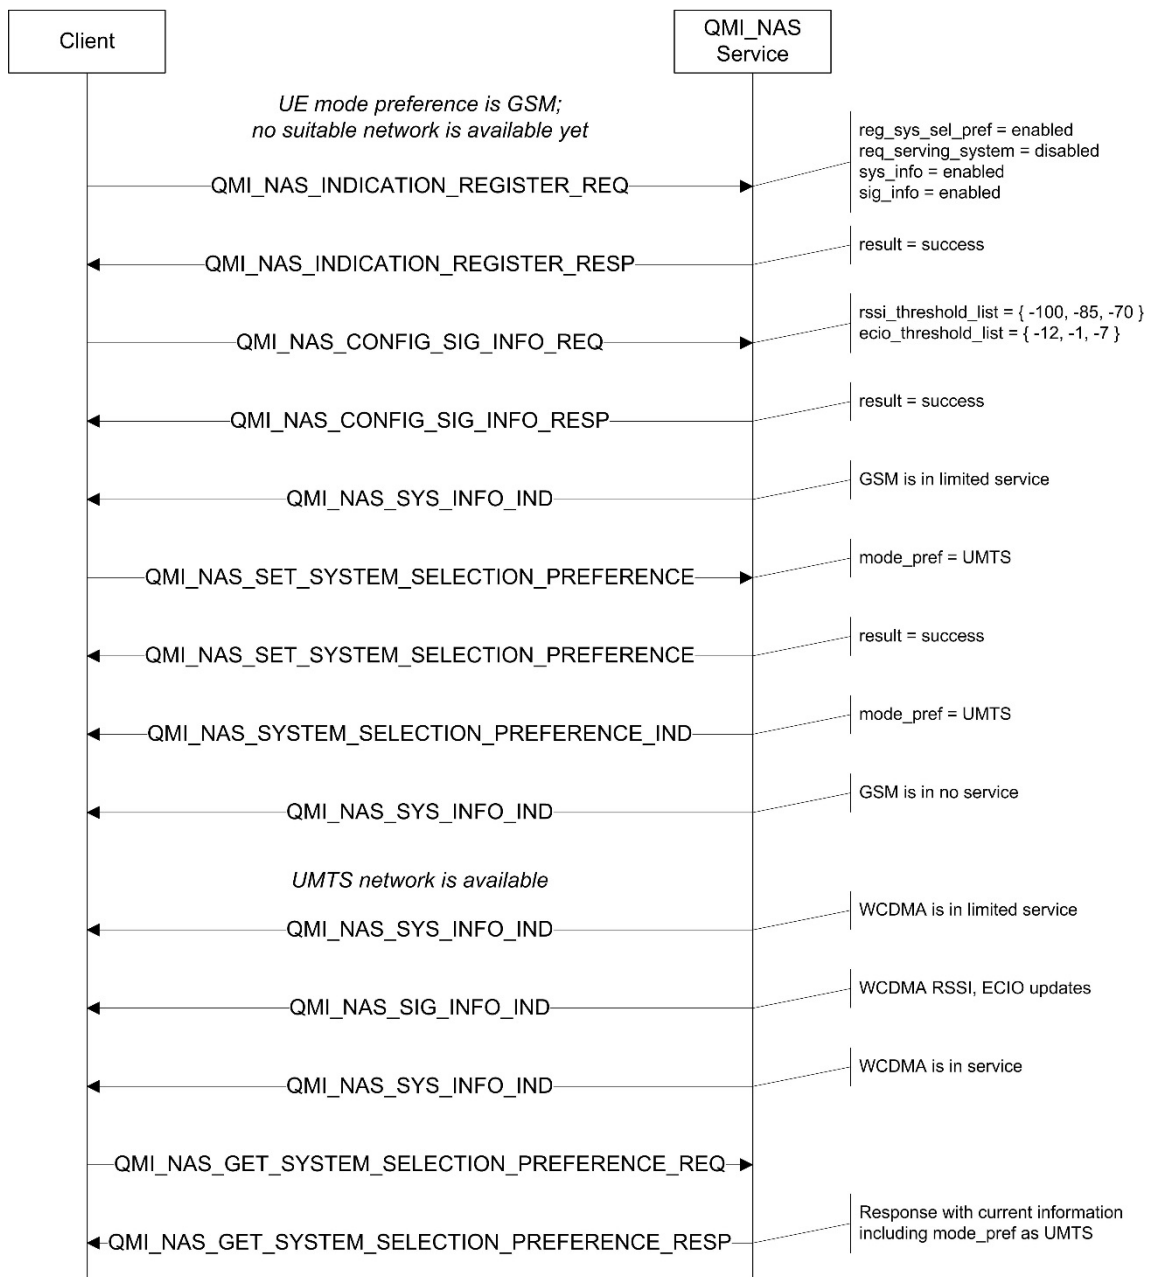 Client
QMI_NAS
Service
UE mode preference is GSM;
no suitable network is available yet
reg_sys_sel_pref = enabled
req_serving_system = disabled
sys_info = enabled
sig_info = enabled
QMI_NAS_INDICATION_REGISTER_REQ
result = success
QMI_NAS_INDICATION_REGISTER_RESP
rssi_threshold_list = { -100, -85, -70 }
ecio_threshold_list = { -12, -1, -7 }
QMI_NAS_CONFIG_SIG_INFO_REQ
result = success
QMI_NAS_CONFIG_SIG_INFO_RESP
GSM is in limited service
QMI_NAS_SYS_INFO_IND
mode_pref = UMTS
QMI_NAS_SET_SYSTEM_SELECTION_PREFERENCE
result = success
QMI_NAS_SET_SYSTEM_SELECTION_PREFERENCE
mode_pref = UMTS
QMI_NAS_SYSTEM_SELECTION_PREFERENCE_IND
GSM is in no service
QMI_NAS_SYS_INFO_IND
UMTS network is available
WCDMA is in limited service
QMI_NAS_SYS_INFO_IND
WCDMA RSSI, ECIO updates
QMI_NAS_SIG_INFO_IND
WCDMA is in service
QMI_NAS_SYS_INFO_IND
QMI_NAS_GET_SYSTEM_SELECTION_PREFERENCE_REQ
Response with current information
including mode_pref as UMTS
QMI_NAS_GET_SYSTEM_SELECTION_PREFERENCE_RESP